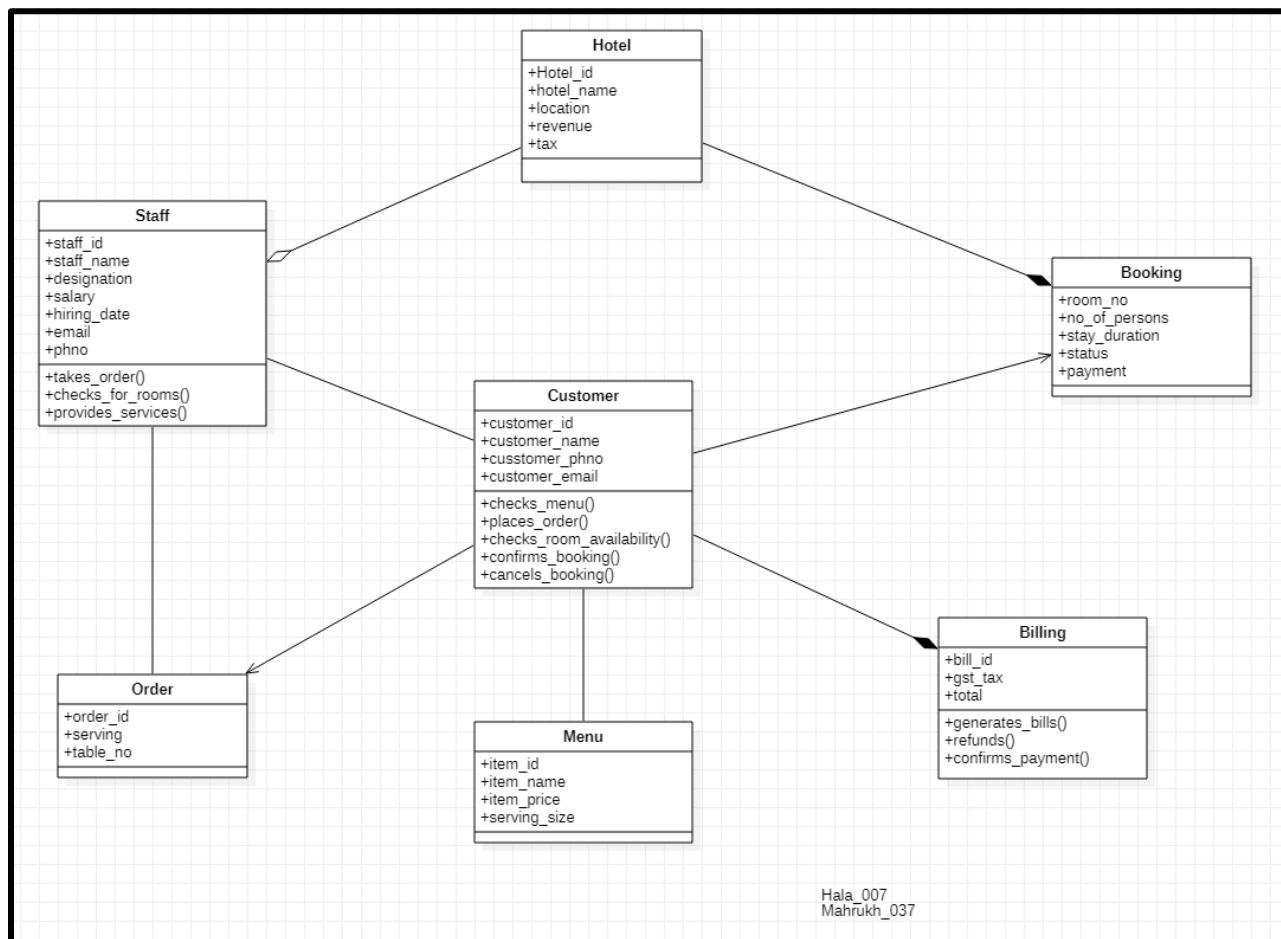 Hotel
+Hotel_id
+hotel_name
+location
+revenue
+tax
Staff
+staff_id
+staff_name
+designation
+salary
+hiring_date
+email
+phno
+takes_order()
+checks_for_rooms()
+provides_services()
Booking
+room_no
+no_of_persons
+stay_duration
+status
+payment
Customer
+customer_id
+customer_name
+cusstomer_phno
+customer_email
+checks_menu()
+places_order()
+checks_room_availability()
+confirms_booking()
+cancels_booking()
Billing
+bill_id
+gst_tax
+total
+generates_bills()
+refunds()
+confirms_payment()
Order
+order_id
+serving
+table_no
Menu
+item_id
+item_name
+item_price
+serving_size
Hala_007
Mahrukh_037